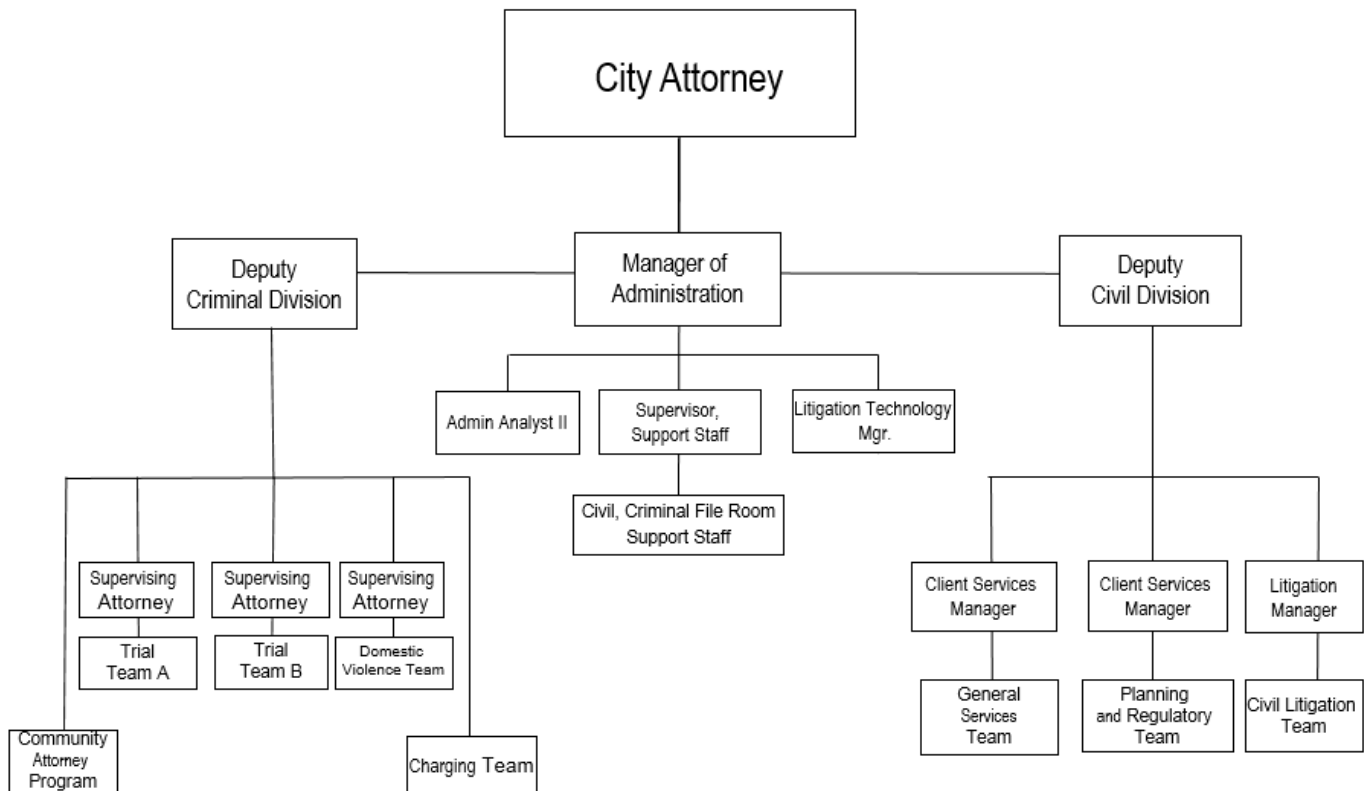 City Attorney
Deputy
Criminal Division
Manager of
Administration
Deputy
Civil Division
Admin Analyst II
Supervisor,
Support Staff
Litigation Technology
Mgr.
Civil, Criminal File Room
Support Staff
Supervising
Attorney
Supervising
Attorney
Supervising
Attorney
Client Services
Manager
Client Services
Manager
Litigation
Manager
Trial
Team A
Trial
Team B
Domestic
Violence Team
General
Services
Team
Planning
and Regulatory
Team
Civil Litigation
Team
Community
Attorney
Program
Charging Team